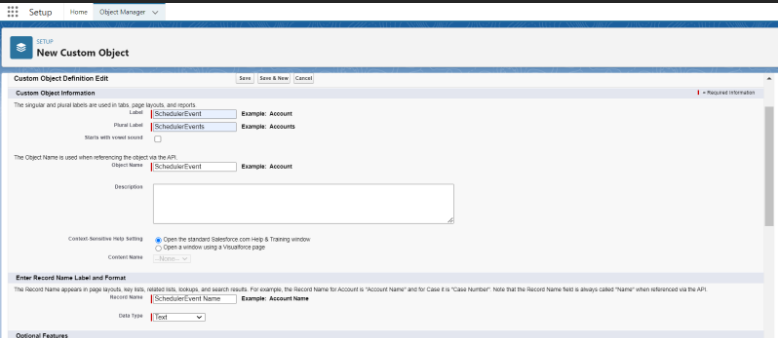 Setup Home Object Manager
SETUP
New Custom Object
Custom Object Definition Edit Save Save & New Cancel
Custom Object Information = Required Information
The singular and plural labels are used in tabs, page layouts, and reports.
Label SchedulerEvent Example: Account
Plural Label SchedulerEvents Example: Accounts
Starts with vowel sound
The Object Name is used when referencing the object via the API.
Object Name SchedulerEvent Example: Account
Description
Context-Sensitive Help Setting Open the standard Salesforce.com Help & Training window
Open a window using a Visualforce page
Content Name --None--
Enter Record Name Label and Format
The Record Name appears in page layouts, key lists, related lists, lookups, and search results. For example, the Record Name for Account is "Account Name" and for Case it is "Case Number". Note that the Record Name field is always called "Name" when referenced via the API.
Record Name SchedulerEvent Name Example: Account Name
Data Type Text
Optional Features